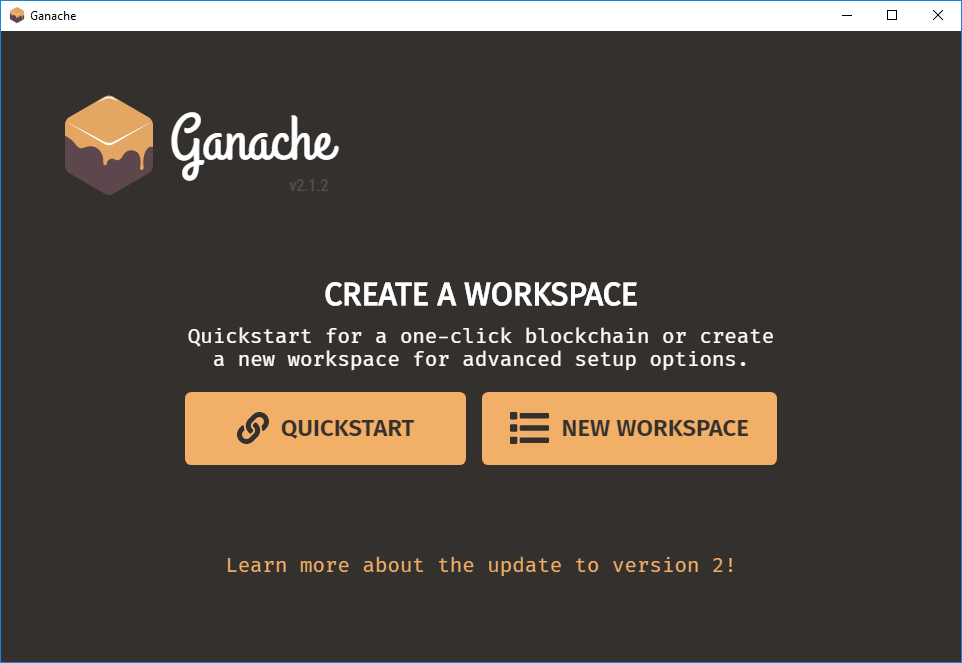 Ganache
Ganache
v2.1.2
CREATE A WORKSPACE
Quickstart for a one-click blockchain or create
a new workspace for advanced setup options.
QUICKSTART
NEW WORKSPACE
Learn more about the update to version 2!